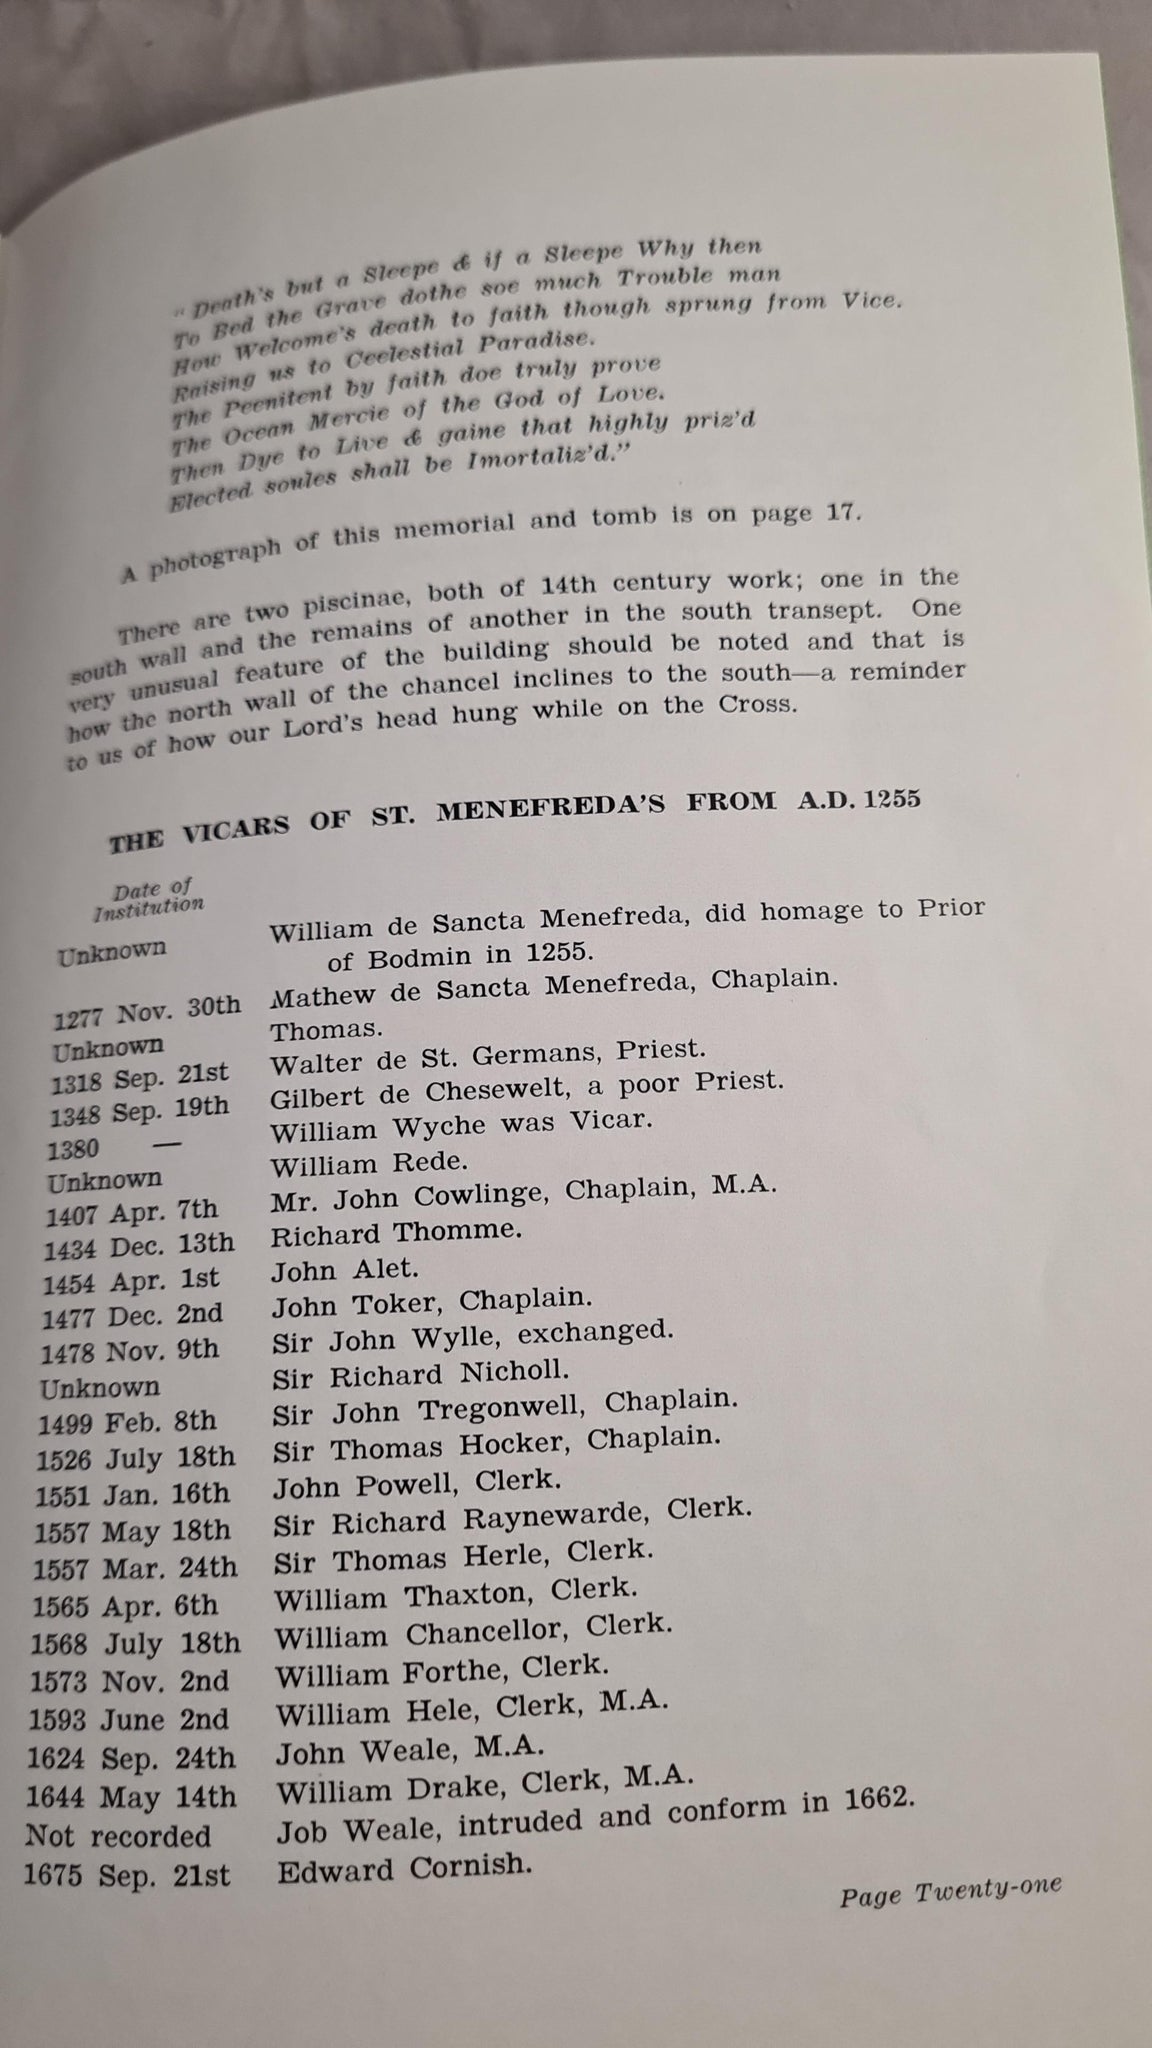 "Death's but a Sleepe & if a Sleepe Why then
To Bed the Grave dothe soe much Trouble man
How Welcome's death to faith though sprung from Vice.
Raising us to Ceelestial Paradise.
The Peenitent by faith doe truly prove
The Ocean Mercie of the God of Love.
Then Dye to Live & gaine that highly priz'd
Elected soules shall be Imortaliz'd."
A photograph of this memorial and tomb is on page 17.
There are two piscinae, both of 14th century work; one in the
south wall and the remains of another in the south transept. One
very unusual feature of the building should be noted and that is
how the north wall of the chancel inclines to the south—a reminder
to us of how our Lord's head hung while on the Cross.
THE VICARS OF ST. MENEFREDA'S FROM A.D. 1255
Date of
Institution
Unknown William de Sancta Menefreda, did homage to Prior
of Bodmin in 1255.
1277 Nov. 30th Mathew de Sancta Menefreda, Chaplain.
Unknown Thomas.
1318 Sep. 21st Walter de St. Germans, Priest.
1348 Sep. 19th Gilbert de Chesewelt, a poor Priest.
1380 — William Wyche was Vicar.
Unknown William Rede.
1407 Apr. 7th Mr. John Cowlinge, Chaplain, M.A.
1434 Dec. 13th Richard Thomme.
1454 Apr. 1st John Alet.
1477 Dec. 2nd John Toker, Chaplain.
1478 Nov. 9th Sir John Wylle, exchanged.
Unknown Sir Richard Nicholl.
1499 Feb. 8th Sir John Tregonwell, Chaplain.
1526 July 18th Sir Thomas Hocker, Chaplain.
1551 Jan. 16th John Powell, Clerk.
1557 May 18th Sir Richard Raynewarde, Clerk.
1557 Mar. 24th Sir Thomas Herle, Clerk.
1565 Apr. 6th William Thaxton, Clerk.
1568 July 18th William Chancellor, Clerk.
1573 Nov. 2nd William Forthe, Clerk.
1593 June 2nd William Hele, Clerk, M.A.
1624 Sep. 24th John Weale, M.A.
1644 May 14th William Drake, Clerk, M.A.
Not recorded Job Weale, intruded and conform in 1662.
1675 Sep. 21st Edward Cornish.
Page Twenty-one